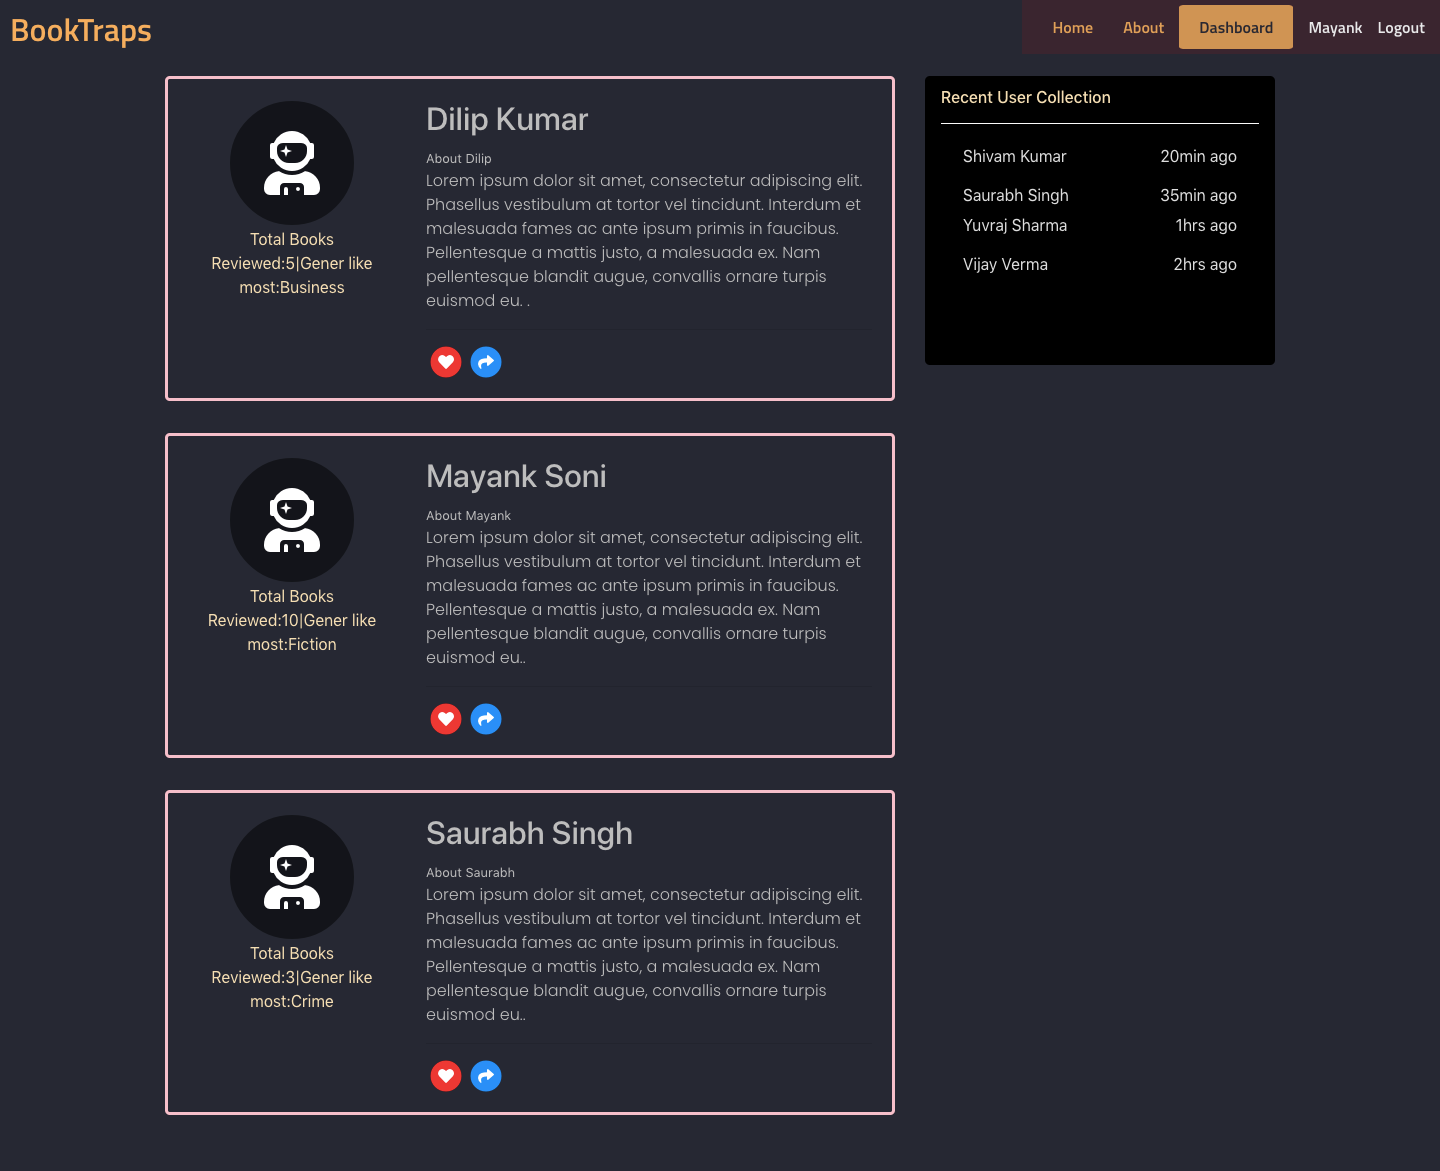 BookTraps
Home About Dashboard Mayank Logout
Dilip Kumar
About Dilip
Lorem ipsum dolor sit amet, consectetur adipiscing elit.
Phasellus vestibulum at tortor vel tincidunt. Interdum et
malesuada fames ac ante ipsum primis in faucibus.
Pellentesque a mattis justo, a malesuada ex. Nam
pellentesque blandit augue, convallis ornare turpis
euismod eu. .
Total Books
Reviewed:5|Gener like
most:Business
Mayank Soni
About Mayank
Lorem ipsum dolor sit amet, consectetur adipiscing elit.
Phasellus vestibulum at tortor vel tincidunt. Interdum et
malesuada fames ac ante ipsum primis in faucibus.
Pellentesque a mattis justo, a malesuada ex. Nam
pellentesque blandit augue, convallis ornare turpis
euismod eu..
Total Books
Reviewed:10|Gener like
most:Fiction
Saurabh Singh
About Saurabh
Lorem ipsum dolor sit amet, consectetur adipiscing elit.
Phasellus vestibulum at tortor vel tincidunt. Interdum et
malesuada fames ac ante ipsum primis in faucibus.
Pellentesque a mattis justo, a malesuada ex. Nam
pellentesque blandit augue, convallis ornare turpis
euismod eu..
Total Books
Reviewed:3|Gener like
most:Crime
Recent User Collection
Shivam Kumar 20min ago
Saurabh Singh 35min ago
Yuvraj Sharma 1hrs ago
Vijay Verma 2hrs ago